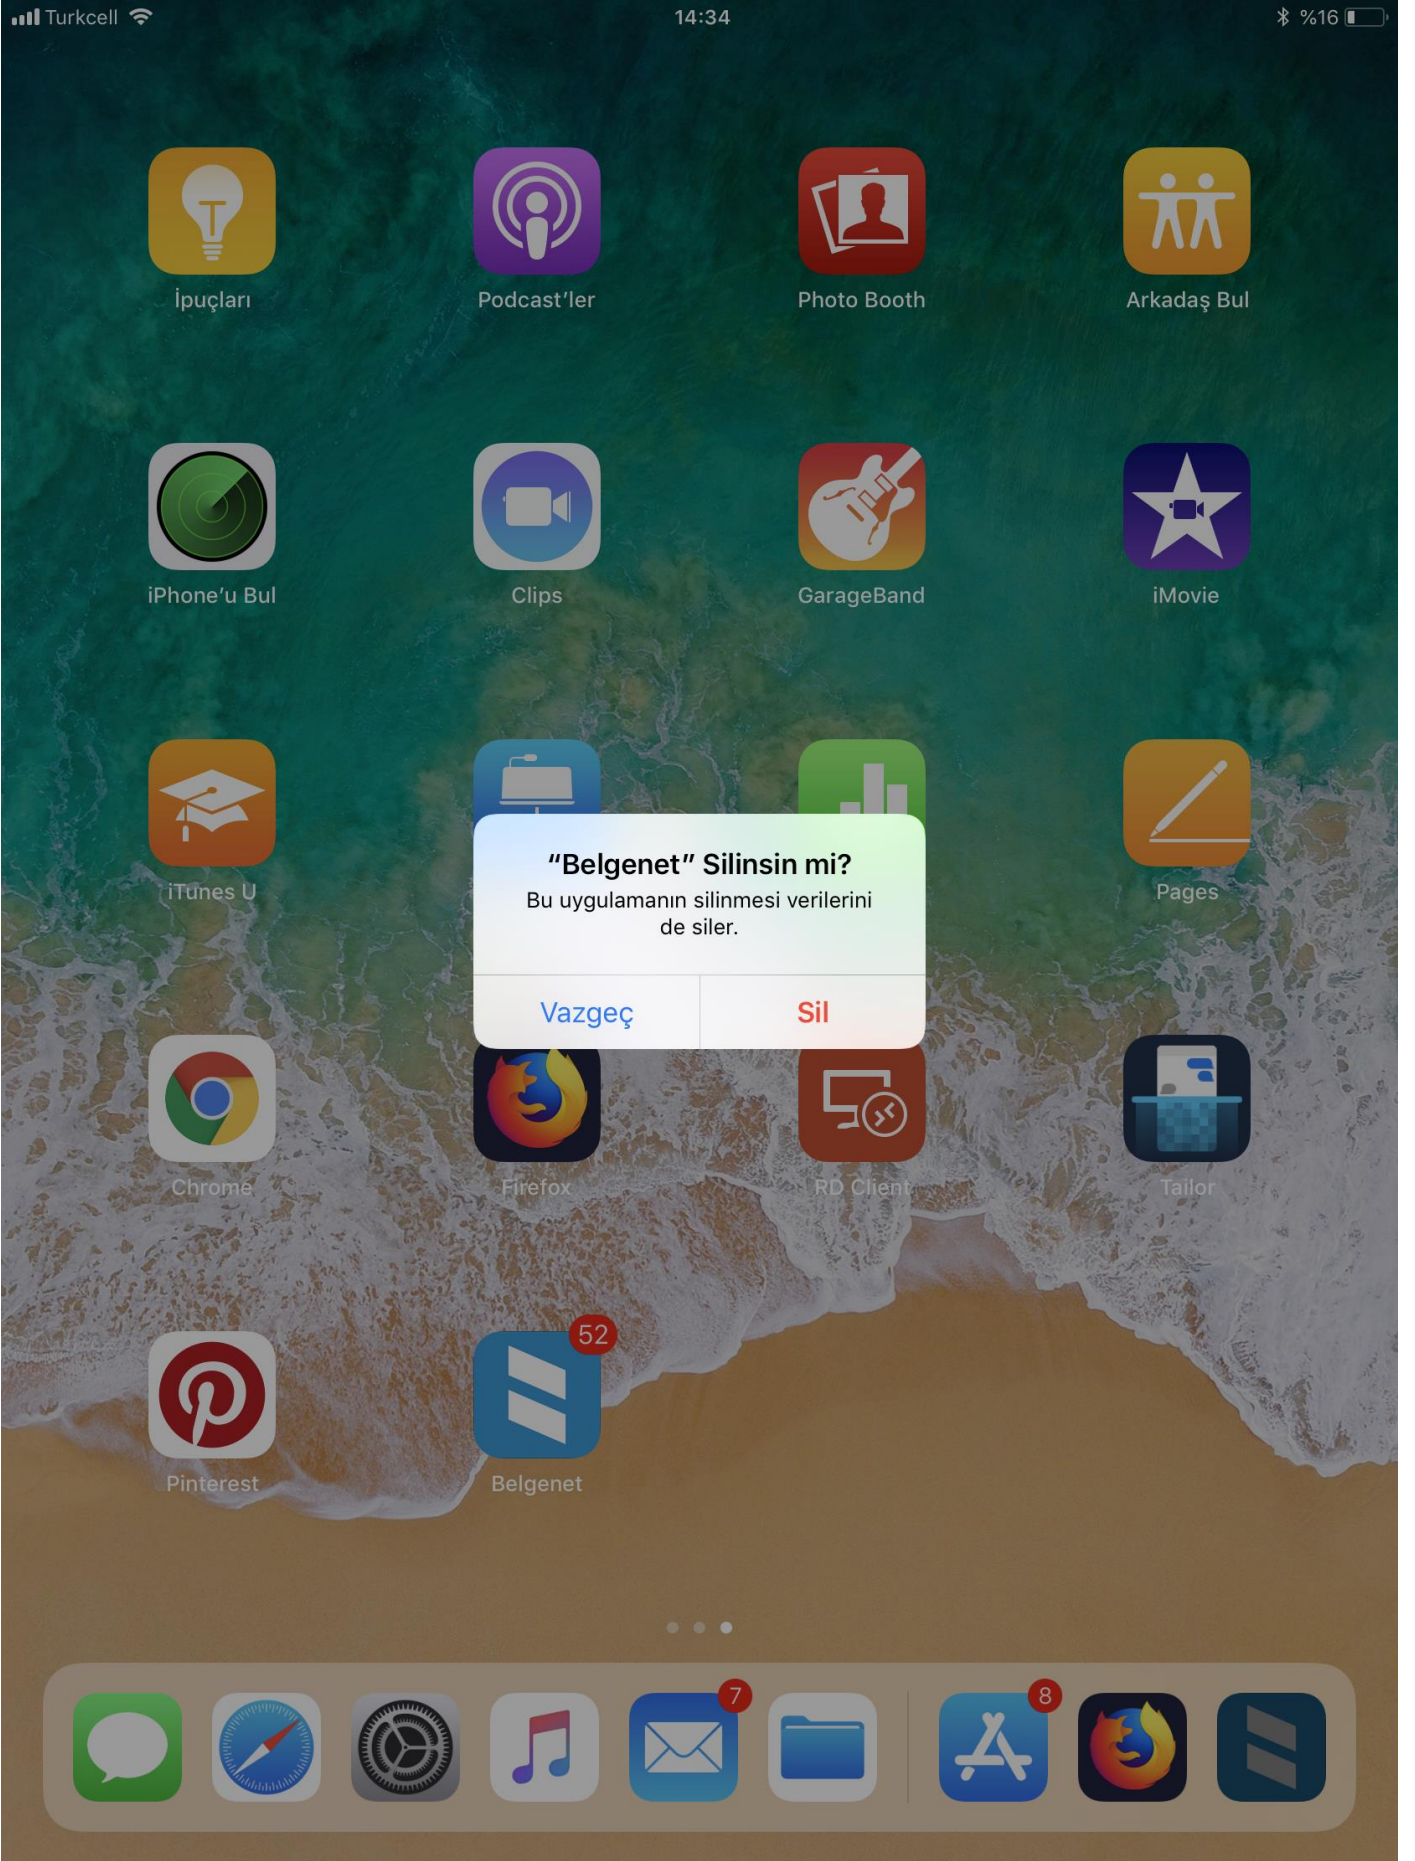 Turkcell
14:34
%16
İpuçları
Podcast'ler
Photo Booth
Arkadaş Bul
iPhone'u Bul
Clips
GarageBand
iMovie
iTunes U
Pages
“Belgenet” Silinsin mi?
Bu uygulamanın silinmesi verilerini
de siler.
Vazgeç
Sil
Chrome
Firefox
RD Client
Tailor
52
Pinterest
Belgenet
7
8